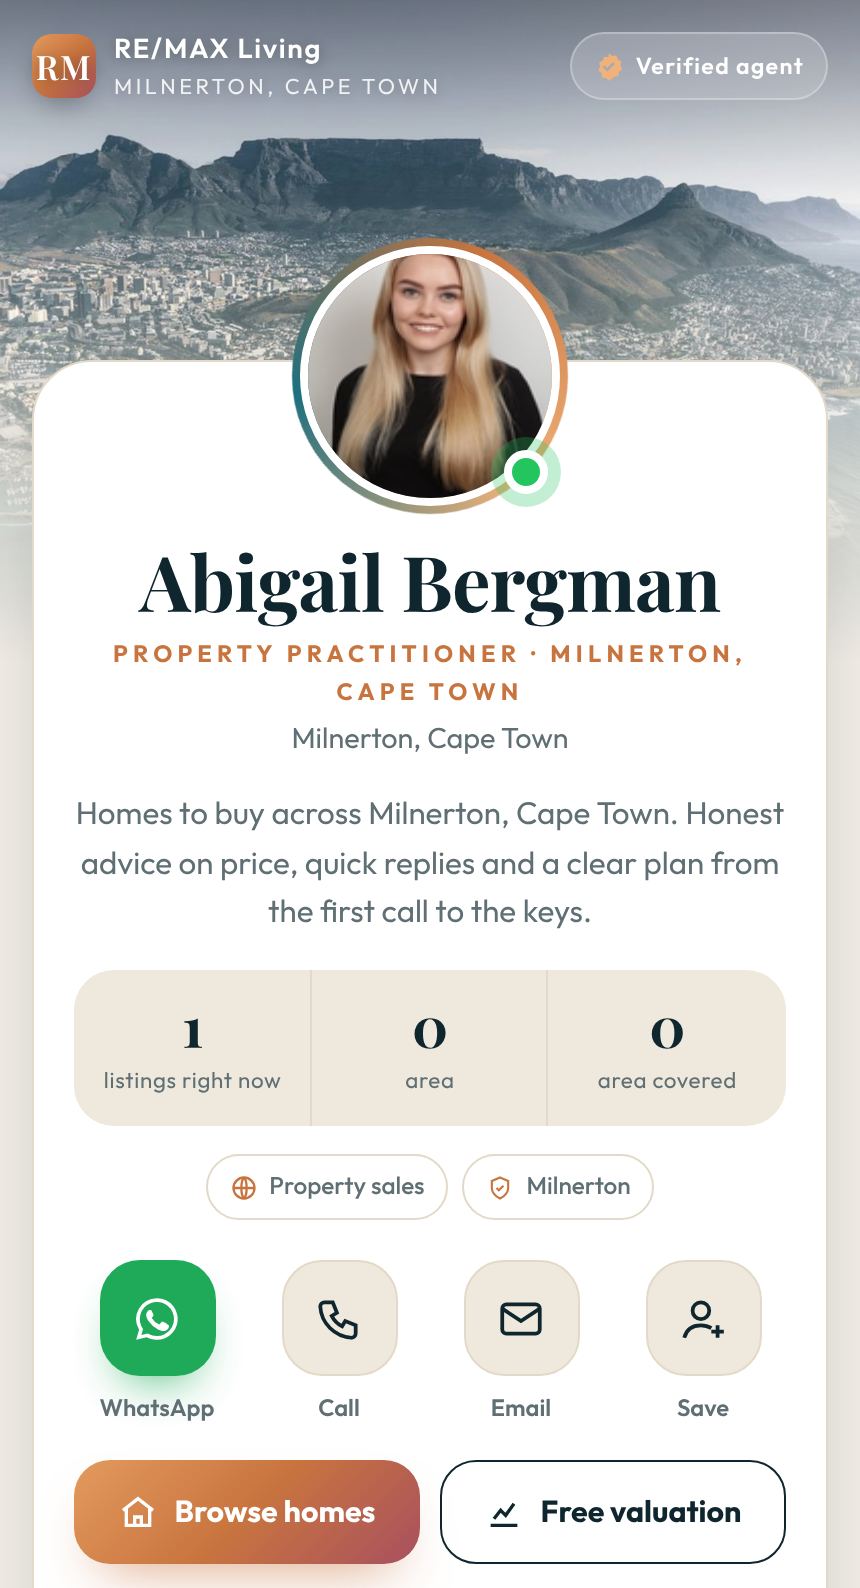 RM
RE/MAX Living
MILNERTON, CAPE TOWN
Verified agent
Abigail Bergman
PROPERTY PRACTITIONER · MILNERTON,
CAPE TOWN
Milnerton, Cape Town
Homes to buy across Milnerton, Cape Town. Honest
advice on price, quick replies and a clear plan from
the first call to the keys.
1
listings right now
0
area
0
area covered
Property sales
Milnerton
WhatsApp
Call
Email
Save
Browse homes
Free valuation